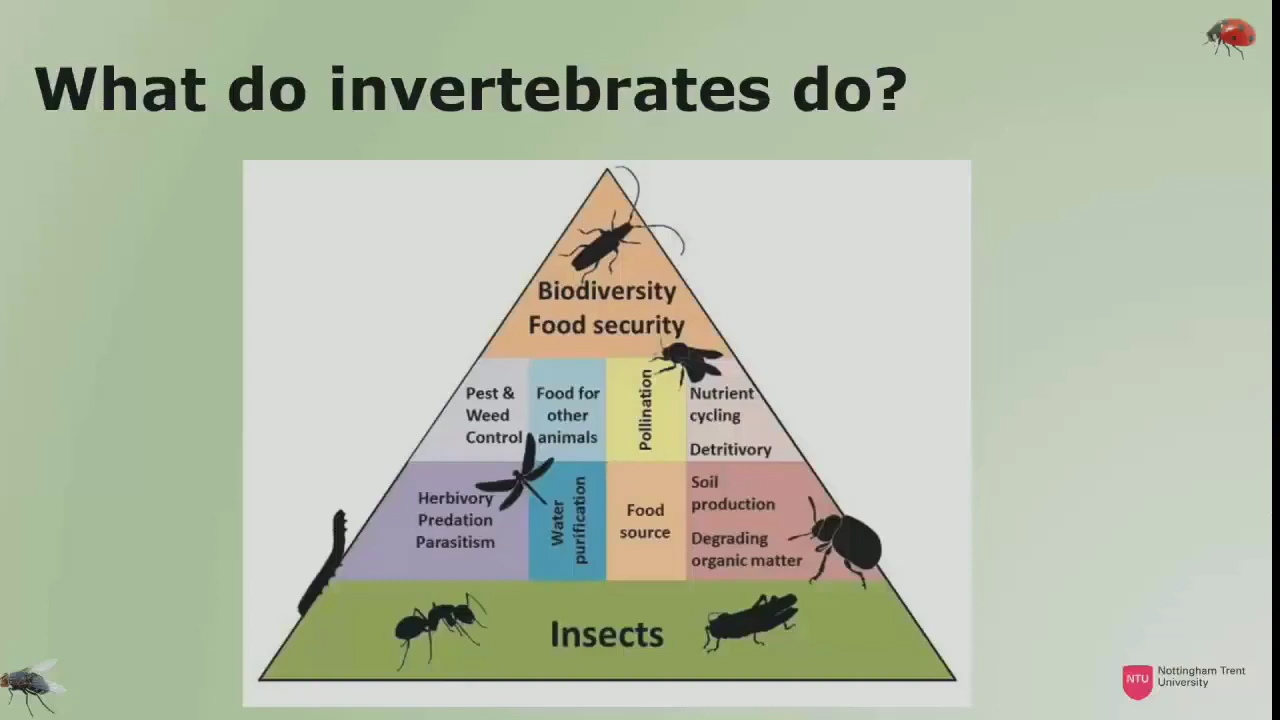 What do invertebrates do?
Biodiversity
Food security
Pest &
Weed
Control
Food for
other
animals
Pollination
Nutrient
cycling
Detritivory
Herbivory
Predation
Parasitism
Water
purification
Food
source
Soil
production
Degrading
organic matter
Insects
NTU
Nottingham Trent
University